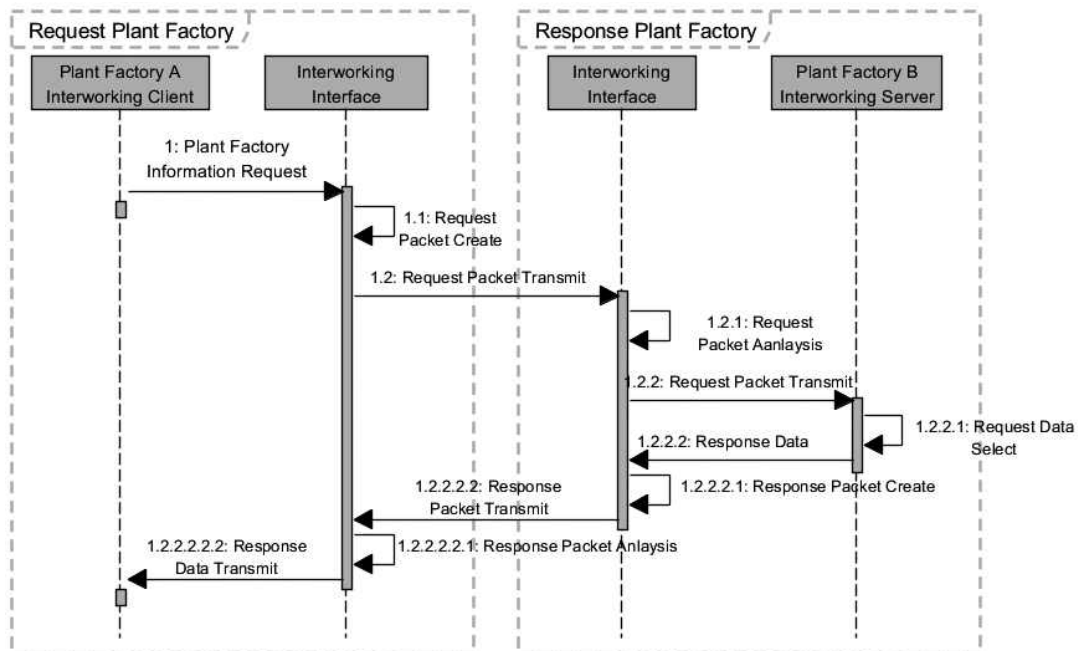 Request Plant Factory
Response Plant Factory
Plant Factory A
Interworking Client
Interworking
Interface
Interworking
Interface
Plant Factory B
Interworking Server
1: Plant Factory
Information Request
1.1: Request
Packet Create
1.2: Request Packet Transmit
1.2.1: Request
Packet Aanlaysis
1.2.2: Request Packet Transmit
1.2.2.1: Request Data
Select
1.2.2.2: Response Data
1.2.2.2.1: Response Packet Create
1.2.2.2.2: Response
Packet Transmit
1.2.2.2.2.1: Response Packet Anlaysis
1.2.2.2.2.2: Response
Data Transmit